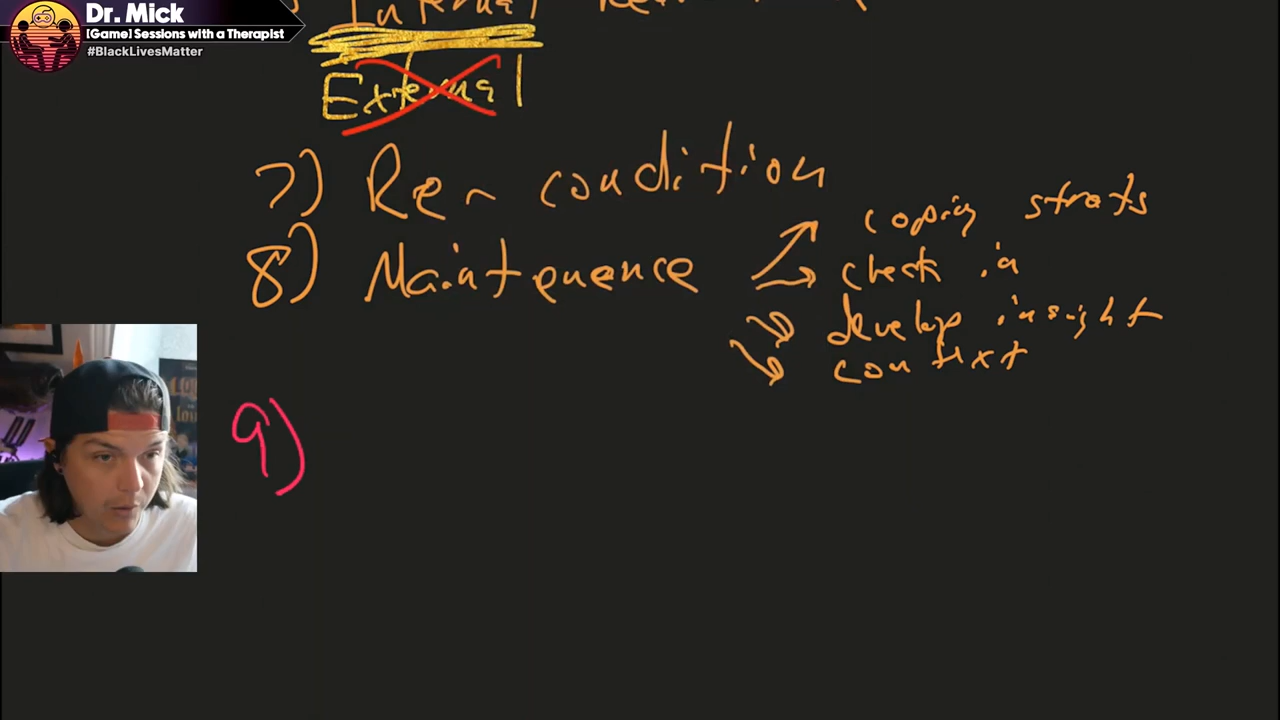 Dr. Mick
[Game] Sessions with a Therapist
#BlackLivesMatter
Internal
External
7) Re-condition
8) Maintenence
coping strats
check in
develop insight
context
9)